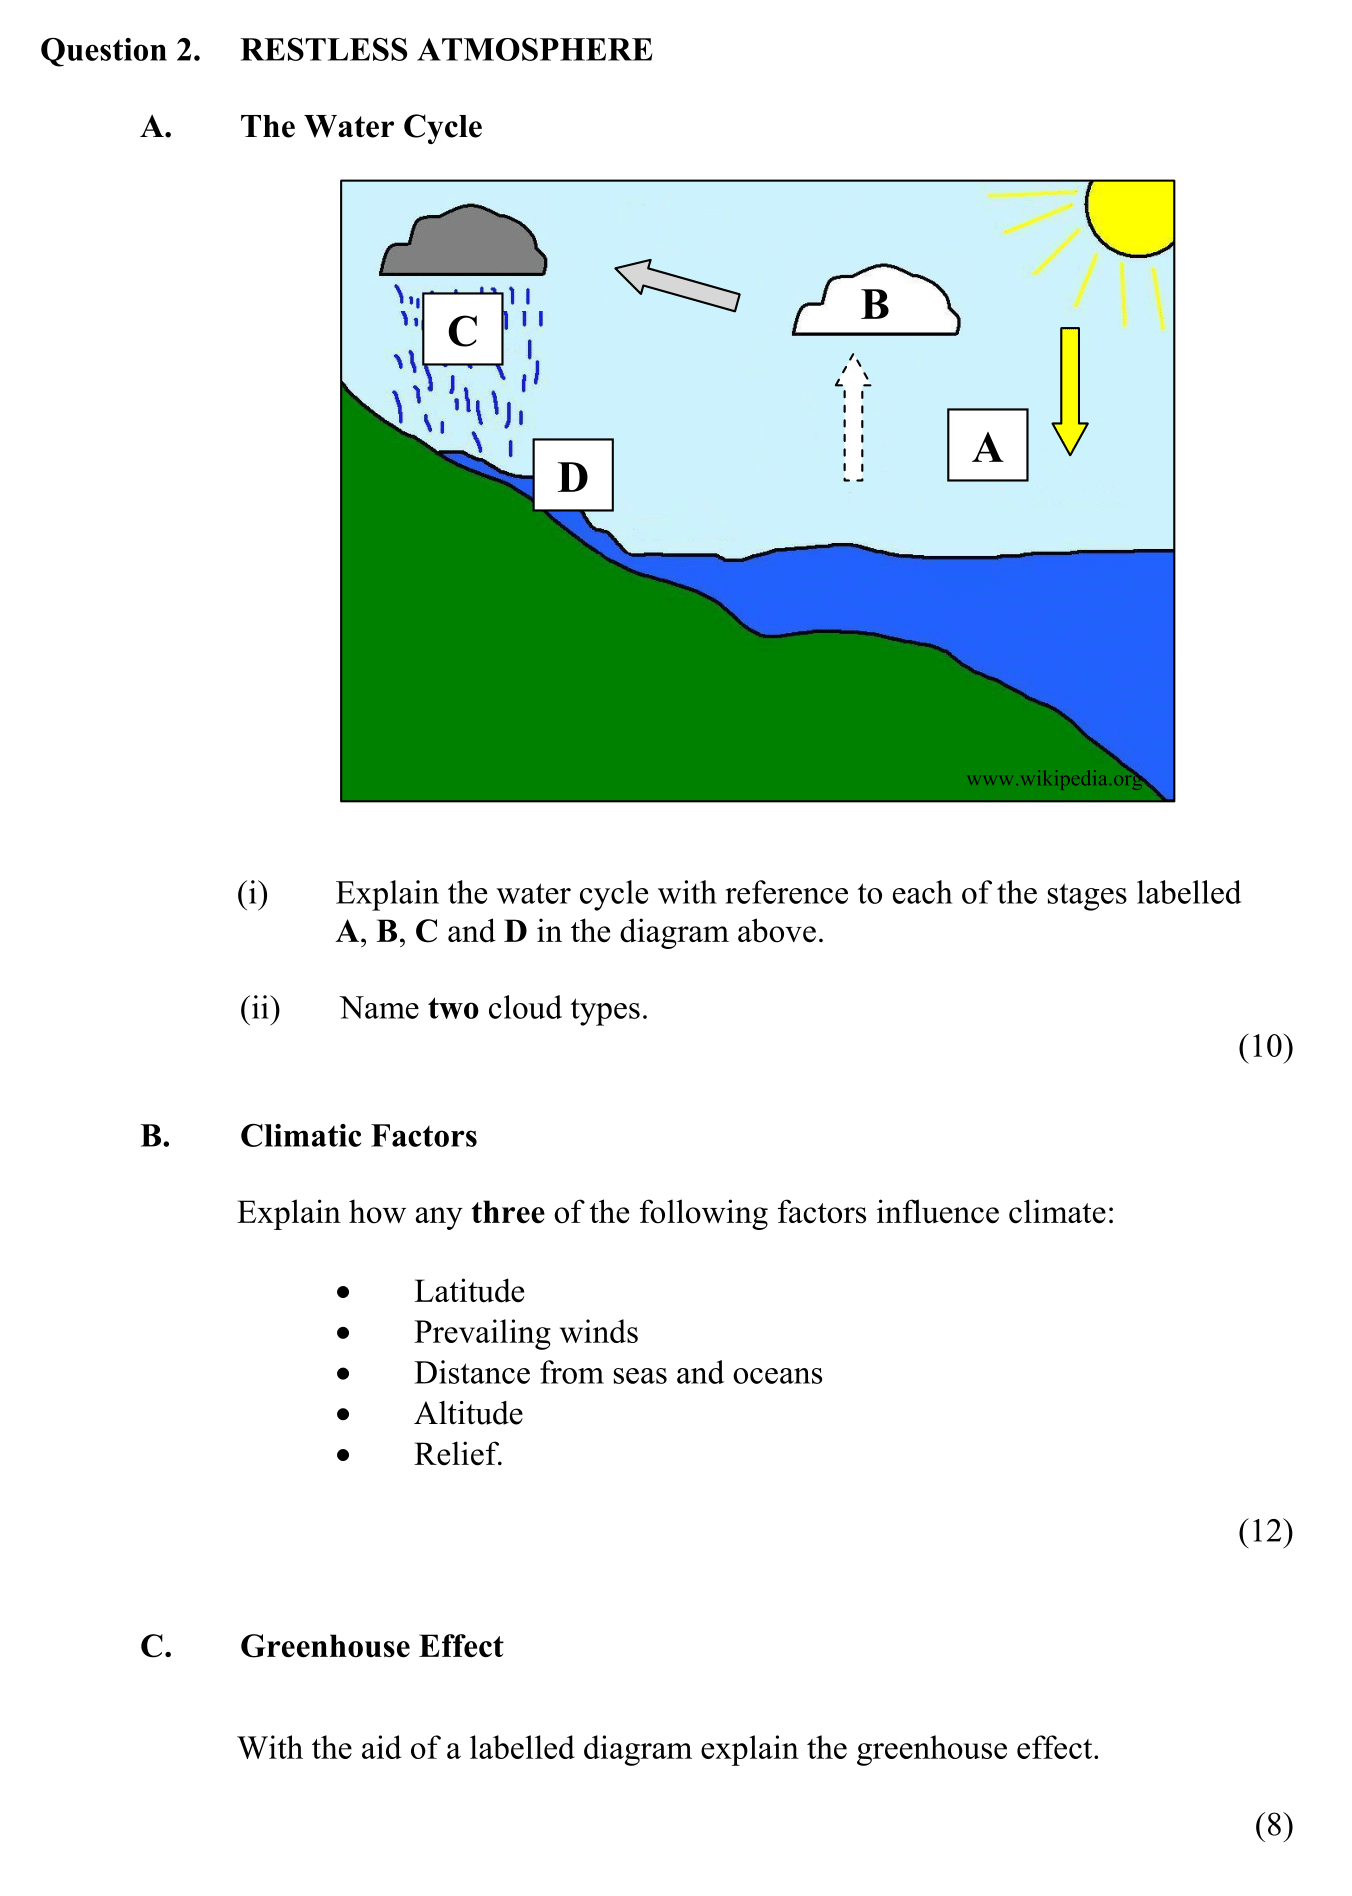 Question 2. RESTLESS ATMOSPHERE
A. The Water Cycle
C
B
A
D
www.wikipedia.org
(i) Explain the water cycle with reference to each of the stages labelled
A, B, C and D in the diagram above.
(ii) Name two cloud types.
(10)
B. Climatic Factors
Explain how any three of the following factors influence climate:
• Latitude
• Prevailing winds
• Distance from seas and oceans
• Altitude
• Relief.
(12)
C. Greenhouse Effect
With the aid of a labelled diagram explain the greenhouse effect.
(8)